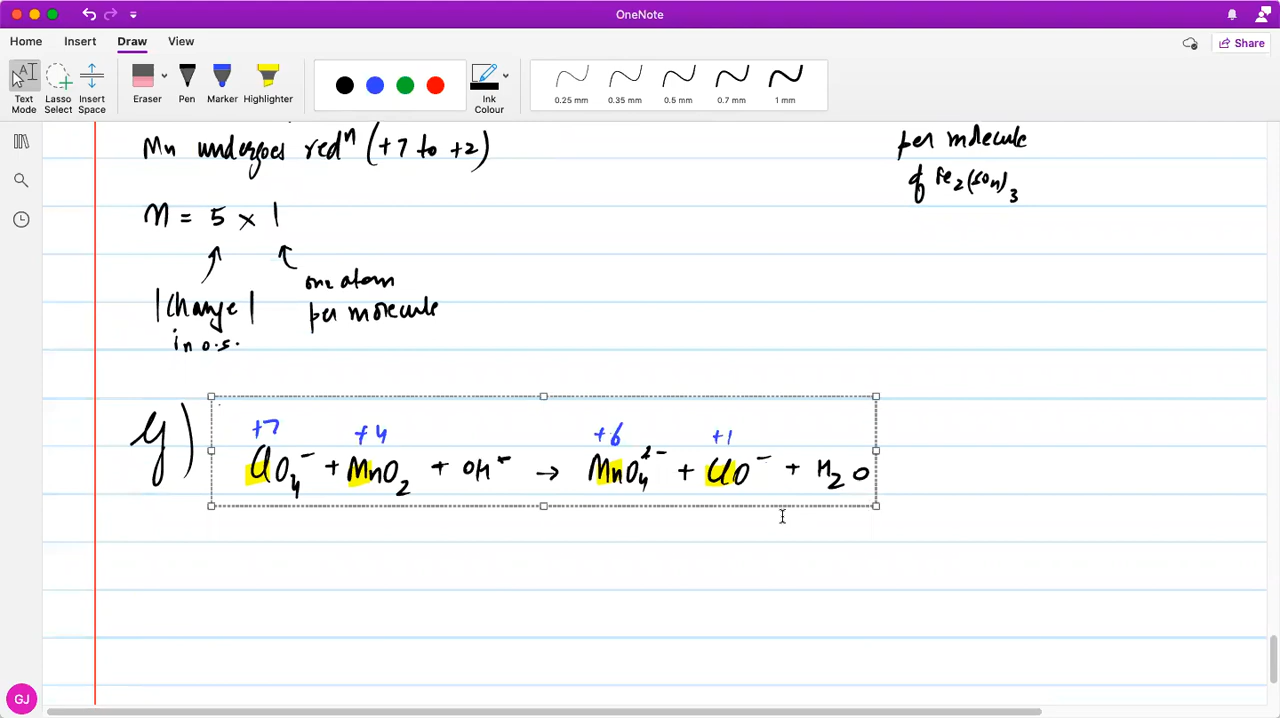 OneNote
Home Insert Draw View
Share
Text Mode
Lasso Select
Insert Space
Eraser
Pen
Marker
Highlighter
Ink Colour
0.25 mm
0.35 mm
0.5 mm
0.7 mm
1 mm
Mn undergoes redⁿ (+7 to +2)
per molecule
of Fe₂(SO₄)₃
n = 5 × 1
|Change|
in o.s.
one atom
per molecule
+7 +4 +6 +1
y) ClO₄⁻ + MnO₂ + OH⁻ → MnO₄²⁻ + ClO⁻ + H₂O
GJ